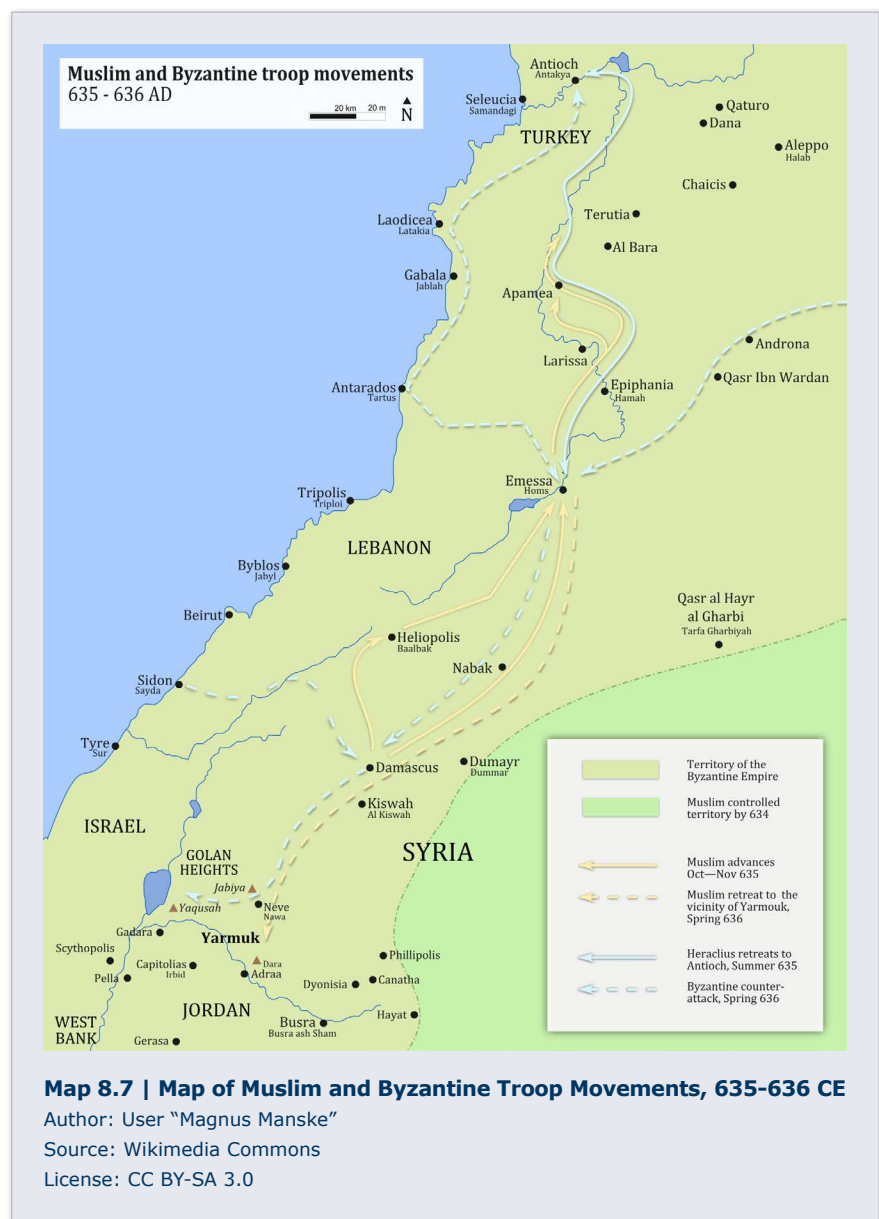 Muslim and Byzantine troop movements
635 - 636 AD
20 km 20 m
N
Antioch
Antakya
Seleucia
Samandagi
TURKEY
Qaturo
Dana
Aleppo
Halab
Chaicis
Laodicea
Latakia
Terutia
Al Bara
Gabala
Jablah
Apamea
Larissa
Androna
Qasr Ibn Wardan
Antarados
Tartus
Epiphania
Hamah
Emessa
Homs
Tripolis
Triploi
LEBANON
Byblos
Jabyl
Beirut
Qasr al Hayr
al Gharbi
Tarfa Gharbiyah
Heliopolis
Baalbak
Nabak
Sidon
Sayda
Tyre
Sur
Damascus
Dumayr
Dummar
Kiswah
Al Kiswah
ISRAEL
SYRIA
GOLAN
HEIGHTS
Jabiya
Yaqusah
Neve
Nawa
Gadara
Yarmuk
Scythopolis
Capitolias
Irbid
Dara
Adraa
Phillipolis
Pella
Dyonisia
Canatha
JORDAN
WEST
BANK
Busra
Busra ash Sham
Hayat
Gerasa
Territory of the
Byzantine Empire
Muslim controlled
territory by 634
Muslim advances
Oct—Nov 635
Muslim retreat to the
vicinity of Yarmouk,
Spring 636
Heraclius retreats to
Antioch, Summer 635
Byzantine counter-
attack, Spring 636
Map 8.7 | Map of Muslim and Byzantine Troop Movements, 635-636 CE
Author: User “Magnus Manske”
Source: Wikimedia Commons
License: CC BY-SA 3.0